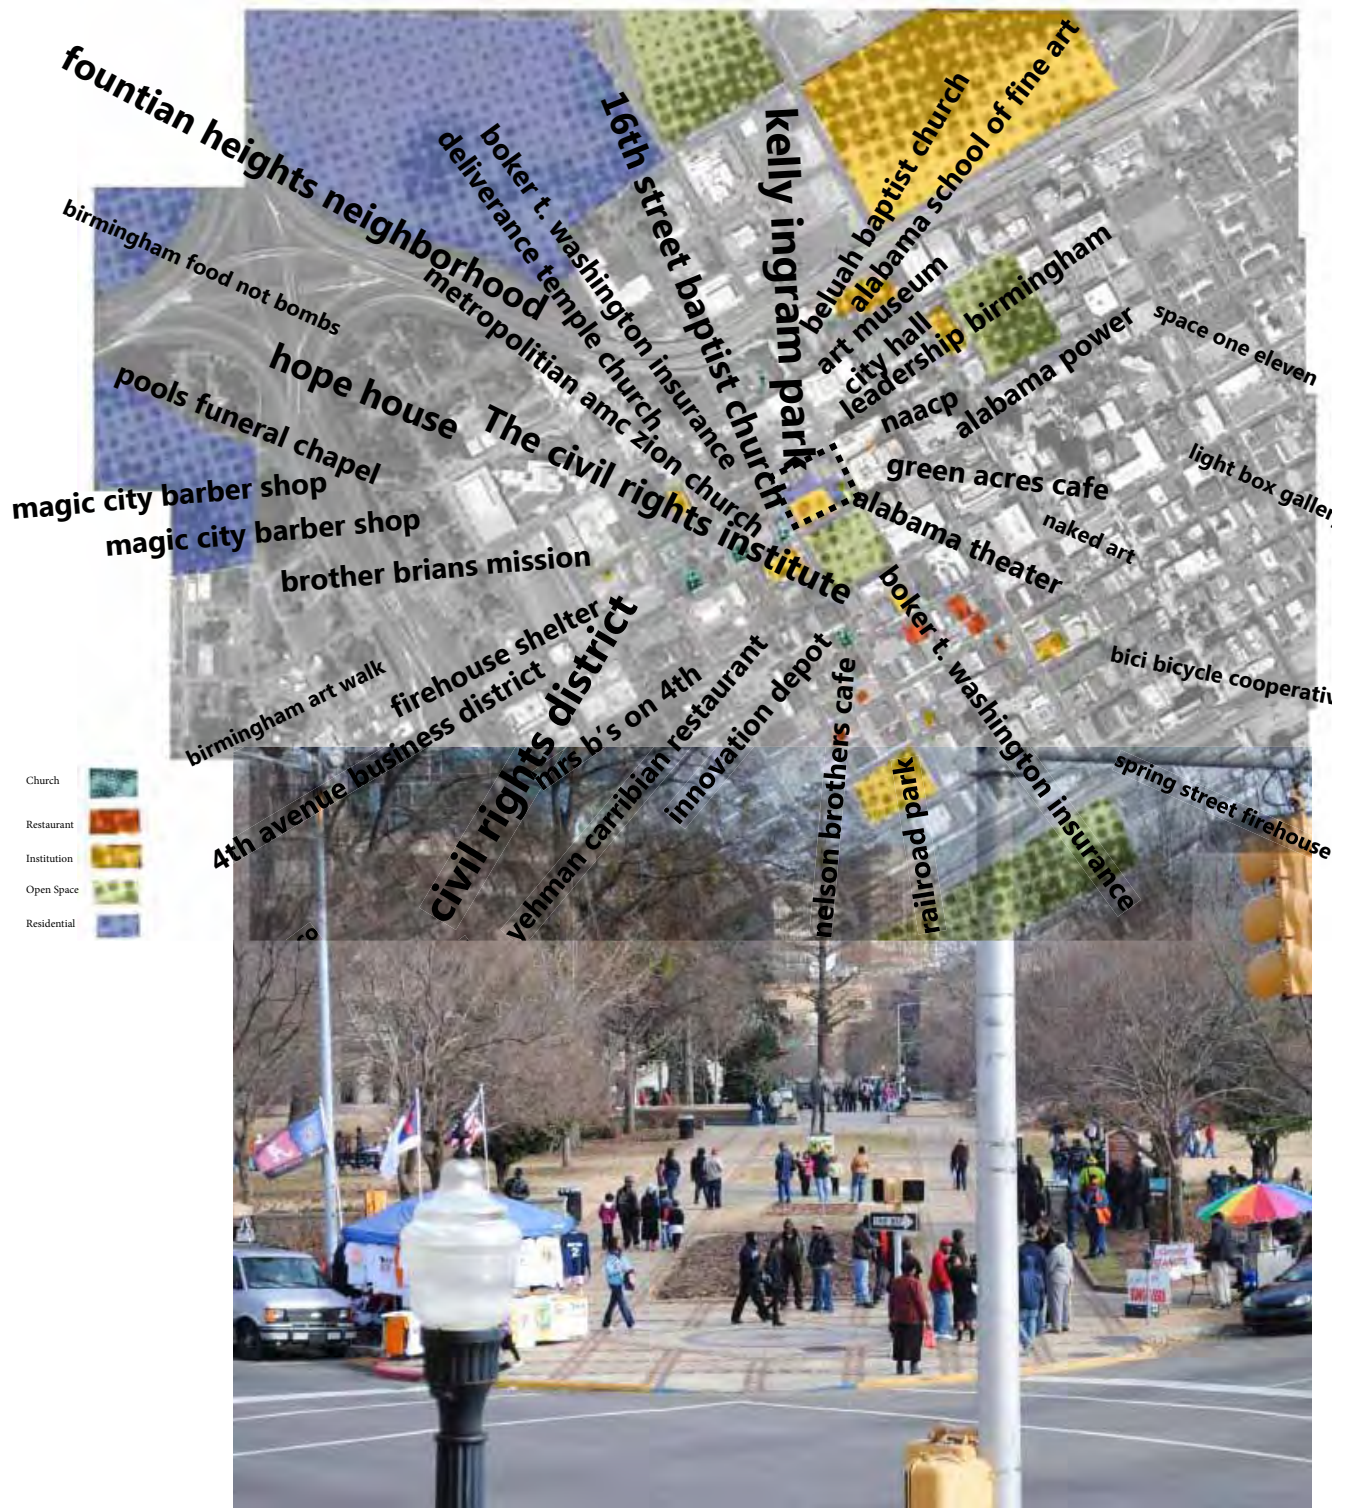 fountian heights neighborhood
birmingham food not bombs
hope house
pools funeral chapel
magic city barber shop
magic city barber shop
brother brians mission
deliverance temple church
boker t. washington insurance
metropolitian amc zion church
The civil rights institute
16th street baptist church
kelly ingram park
beluah baptist church
alabama school of fine art
art museum
city hall
leadership birmingham
naacp
alabama power
space one eleven
green acres cafe
light box galler
naked art
alabama theater
boker t. washington insurance
bici bicycle cooperativ
spring street firehouse
birmingham art walk
firehouse shelter
4th avenue business district
civil rights district
mrs b’s on 4th
yehman carribian restaurant
innovation depot
nelson brothers cafe
railroad park
co
Church
Restaurant
Institution
Open Space
Residential